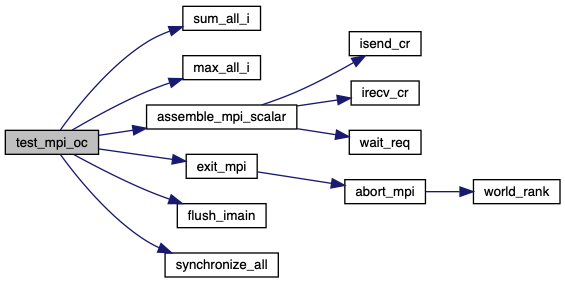 sum_all_i
max_all_i
isend_cr
irecv_cr
assemble_mpi_scalar
wait_req
test_mpi_oc
exit_mpi
abort_mpi
world_rank
flush_imain
synchronize_all